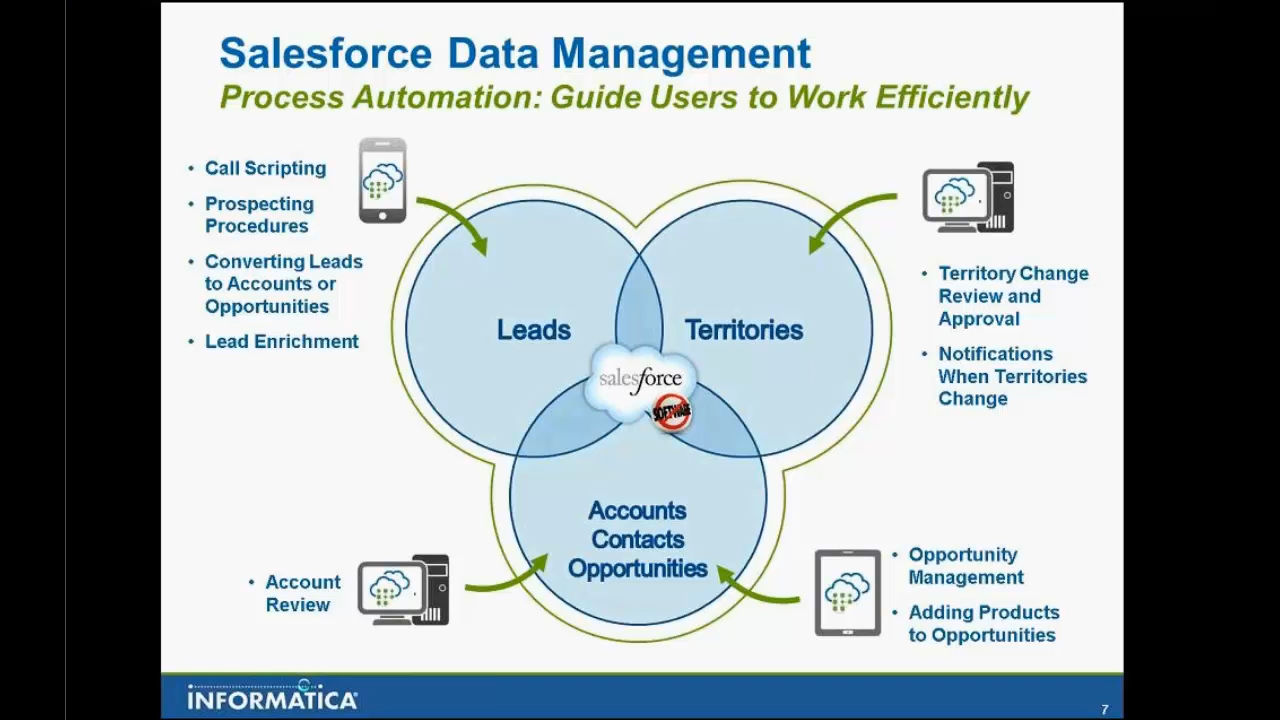 Salesforce Data Management
Process Automation: Guide Users to Work Efficiently
• Call Scripting
• Prospecting
Procedures
• Converting Leads
to Accounts or
Opportunities
• Lead Enrichment
Leads
Territories
salesforce
SOFTWARE
• Territory Change
Review and
Approval
• Notifications
When Territories
Change
Accounts
Contacts
Opportunities
• Account
Review
• Opportunity
Management
• Adding Products
to Opportunities
INFORMATICA
7